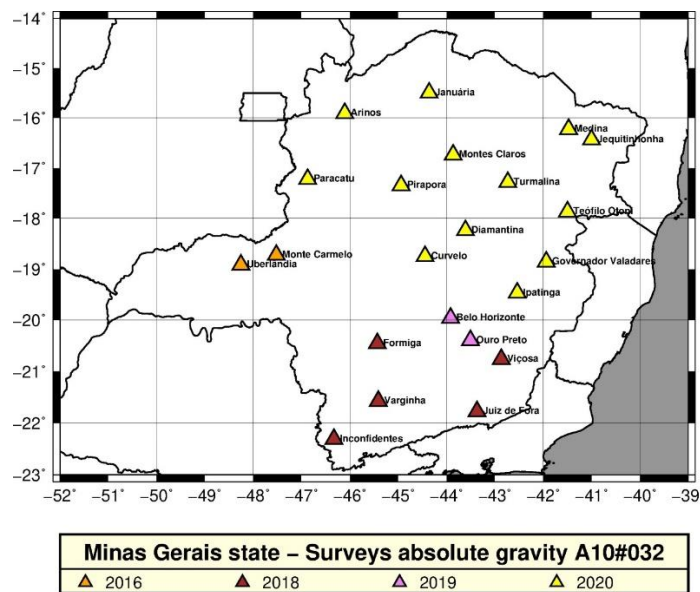 −14°
−15°
−16°
−17°
−18°
−19°
−20°
−21°
−22°
−23°
Januária
Arinos
Medina
Jequitinhonha
Montes Claros
Paracatu
Pirapora
Turmalina
Teófilo Otoni
Diamantina
Monte Carmelo
Curvelo
Uberlandia
Governador Valadares
Ipatinga
Belo Horizonte
Formiga
Ouro Preto
Viçosa
Varginha
Juiz de Fora
Inconfidentes
−52° −51° −50° −49° −48° −47° −46° −45° −44° −43° −42° −41° −40° −39°
Minas Gerais state − Surveys absolute gravity A10#032
2016 2018 2019 2020